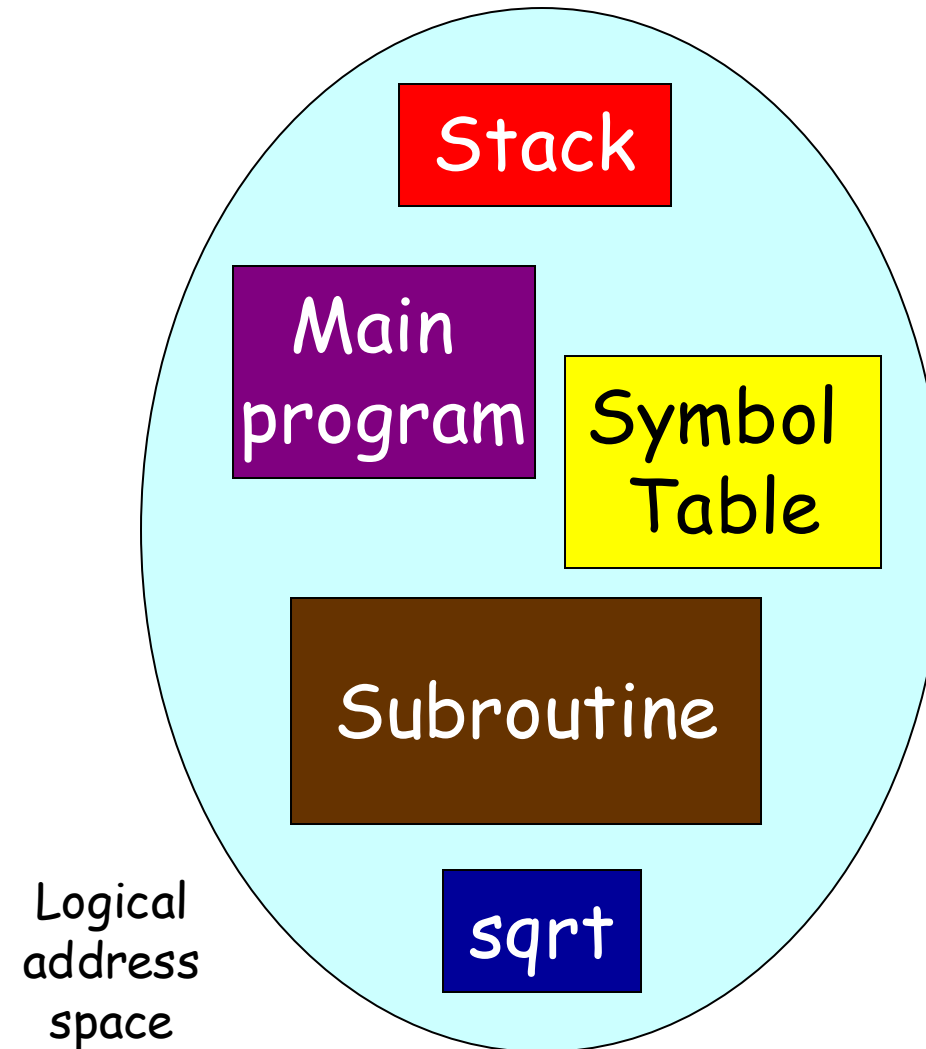 Stack
Main
program
Symbol
Table
Subroutine
sqrt
Logical
address
space